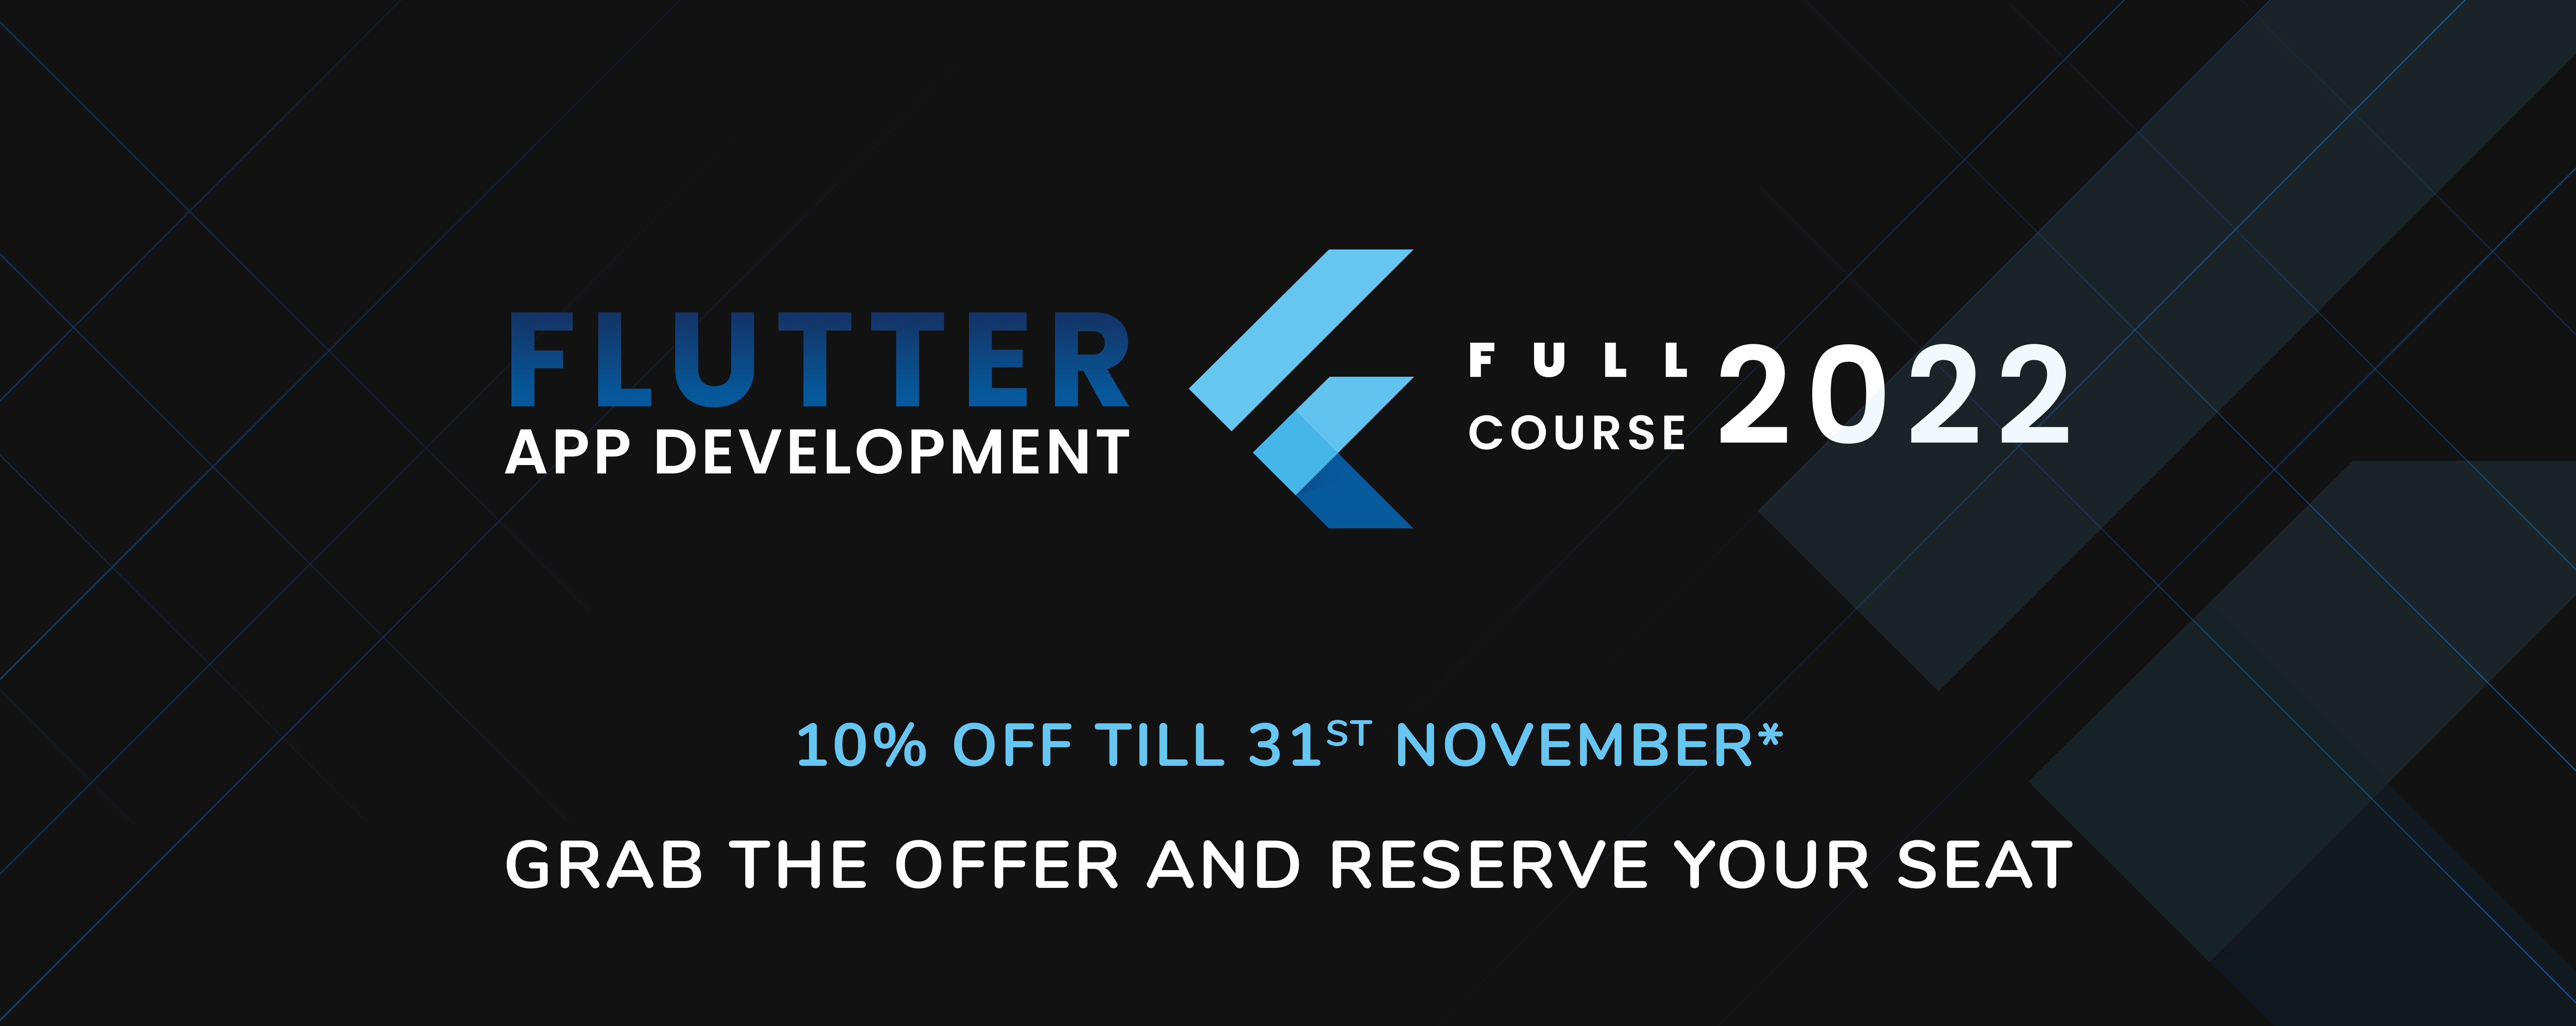 FLUTTER
APP DEVELOPMENT
FULL
COURSE
2022
10% OFF TILL 31ST NOVEMBER*
GRAB THE OFFER AND RESERVE YOUR SEAT